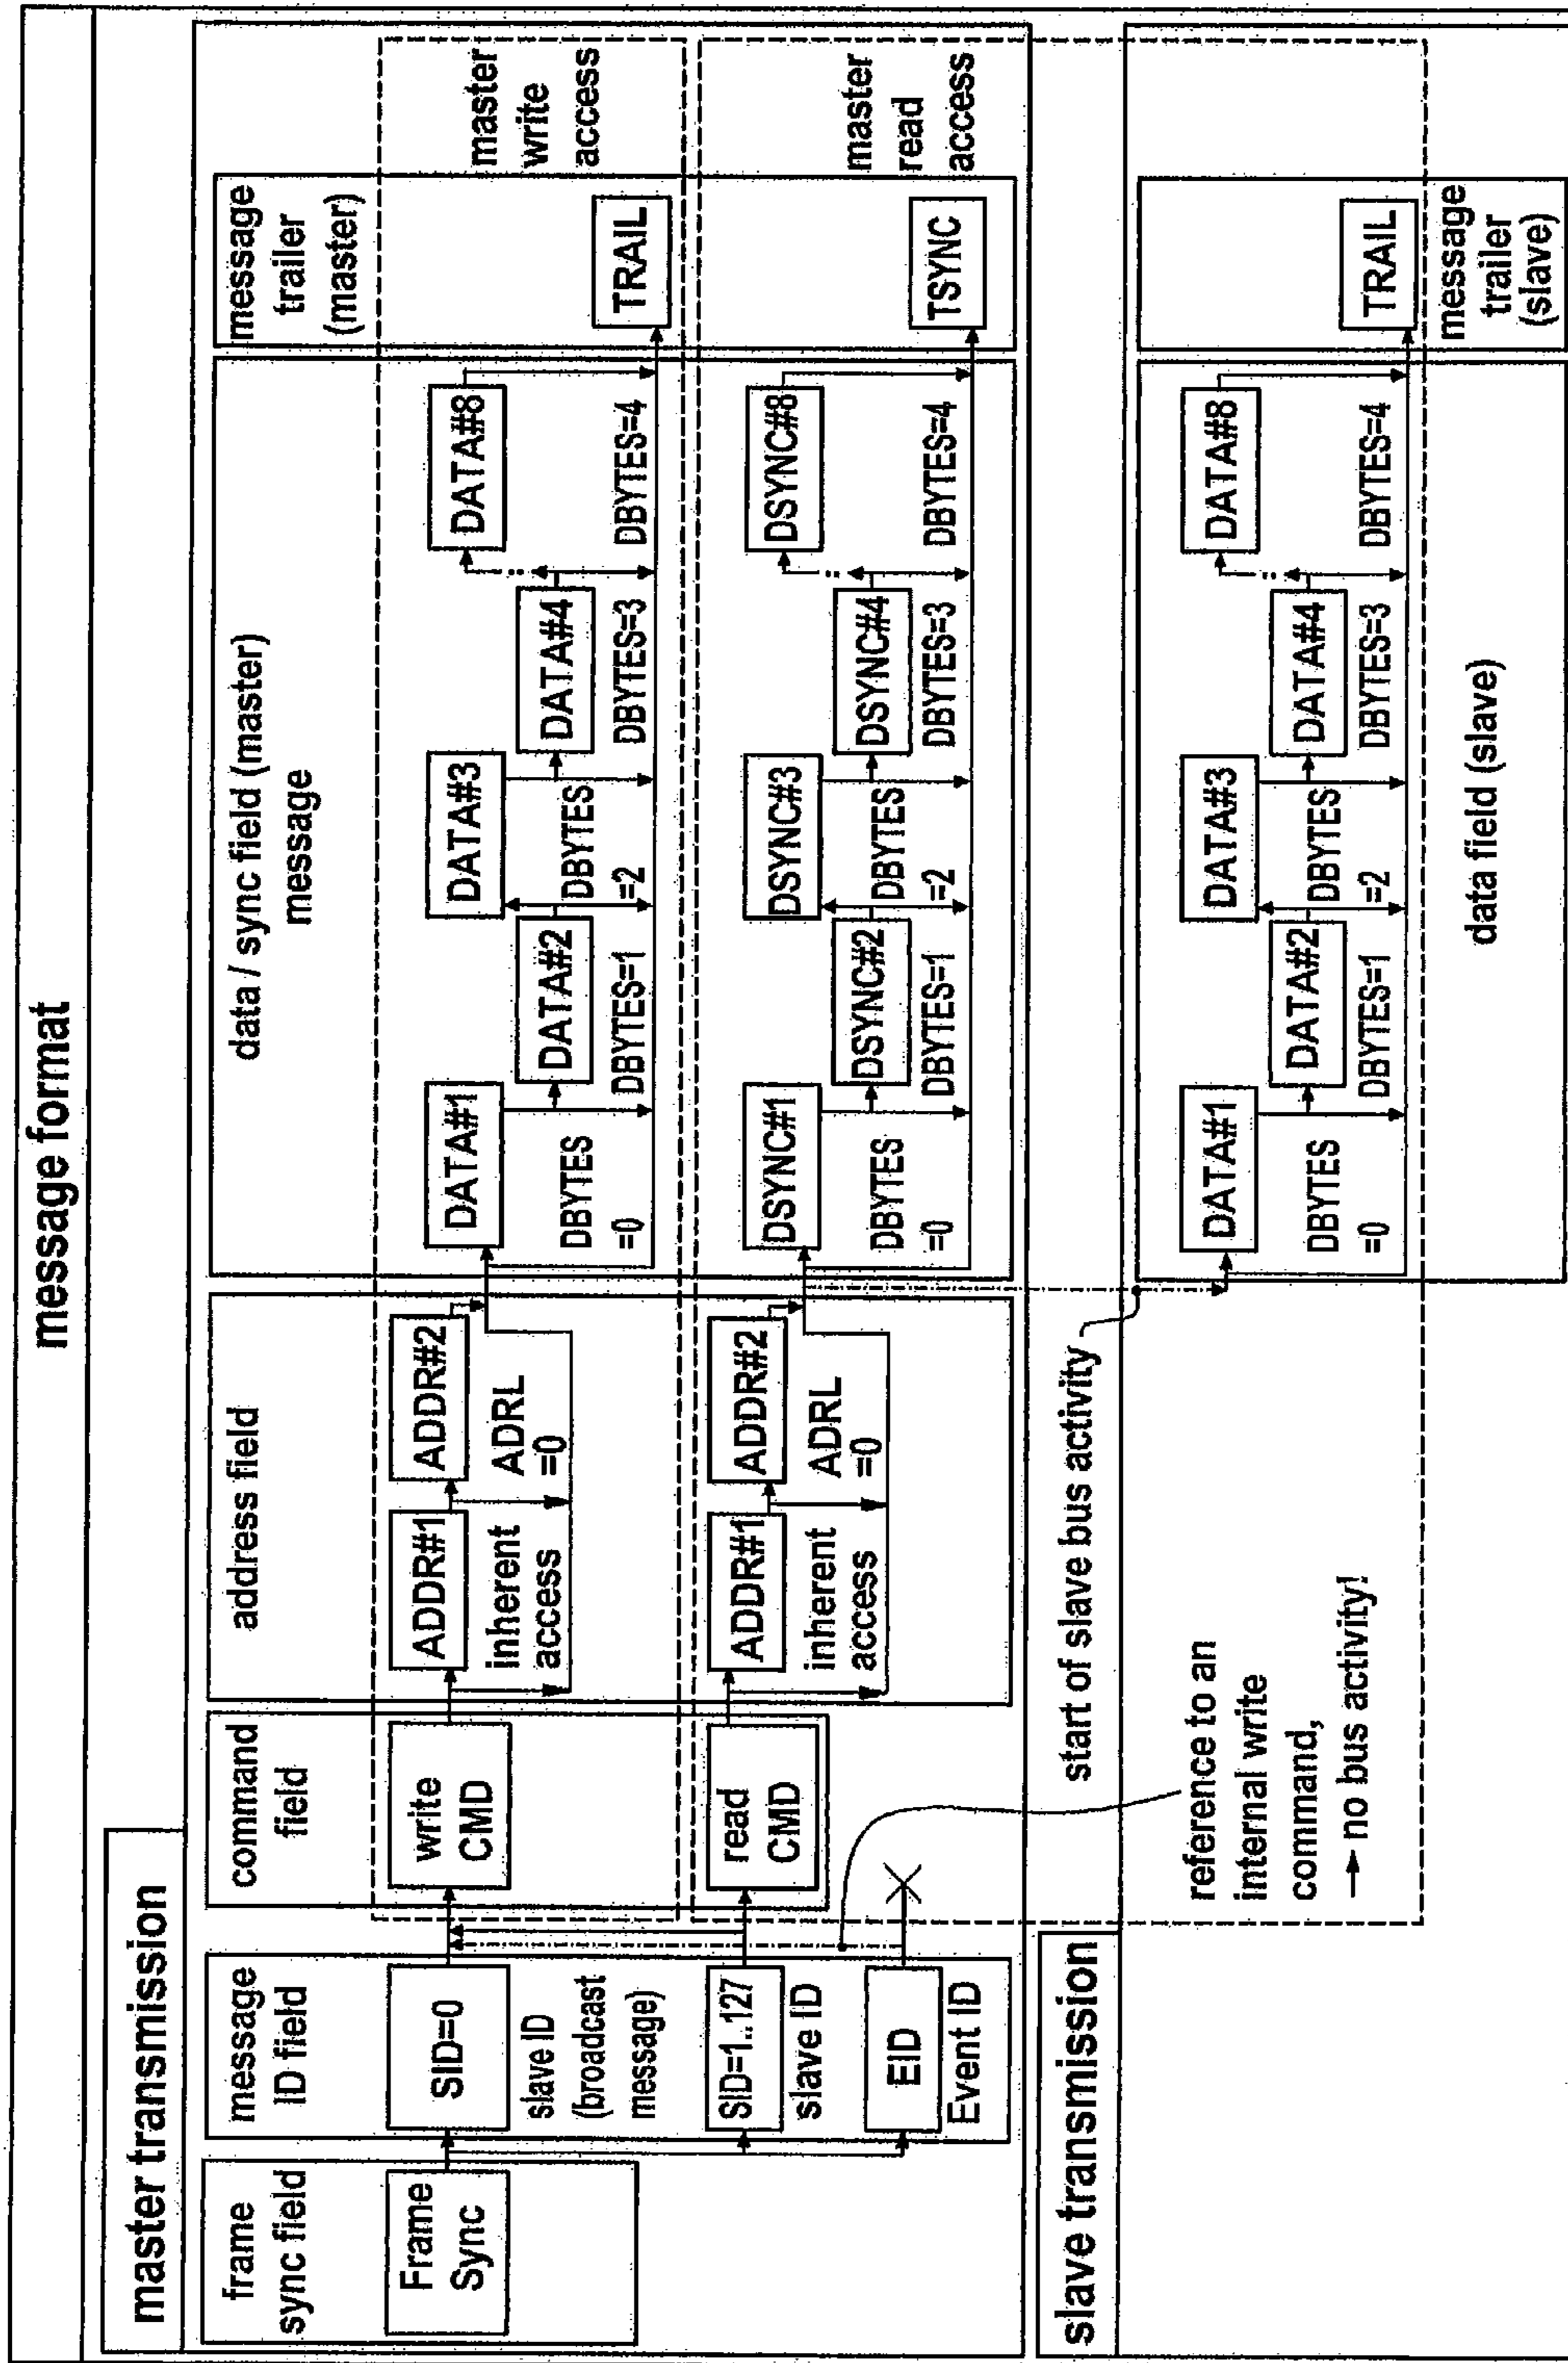 message format
master transmission
frame
sync field
Frame
Sync
message
ID field
SID=0
slave ID
(broadcast
message)
SID=1..127
slave ID
EID
Event ID
command
field
write
CMD
read
CMD
address field
ADDR#1
ADDR#2
inherent
access
ADRL
=0
ADDR#1
ADDR#2
inherent
access
ADRL
=0
data / sync field (master)
message
DATA#1
DATA#2
DATA#3
DATA#4
DATA#8
DBYTES
=0
DBYTES=1
DBYTES
=2
DBYTES=3
DBYTES=4
DSYNC#1
DSYNC#2
DSYNC#3
DSYNC#4
DSYNC#8
DBYTES
=0
DBYTES=1
DBYTES
=2
DBYTES=3
DBYTES=4
message
trailer
(master)
TRAIL
TSYNC
master
write
access
master
read
access
slave transmission
start of slave bus activity
reference to an
internal write
command,
→ no bus activity!
DATA#1
DATA#2
DATA#3
DATA#4
DATA#8
DBYTES
=0
DBYTES=1
DBYTES
=2
DBYTES=3
DBYTES=4
data field (slave)
TRAIL
message
trailer
(slave)